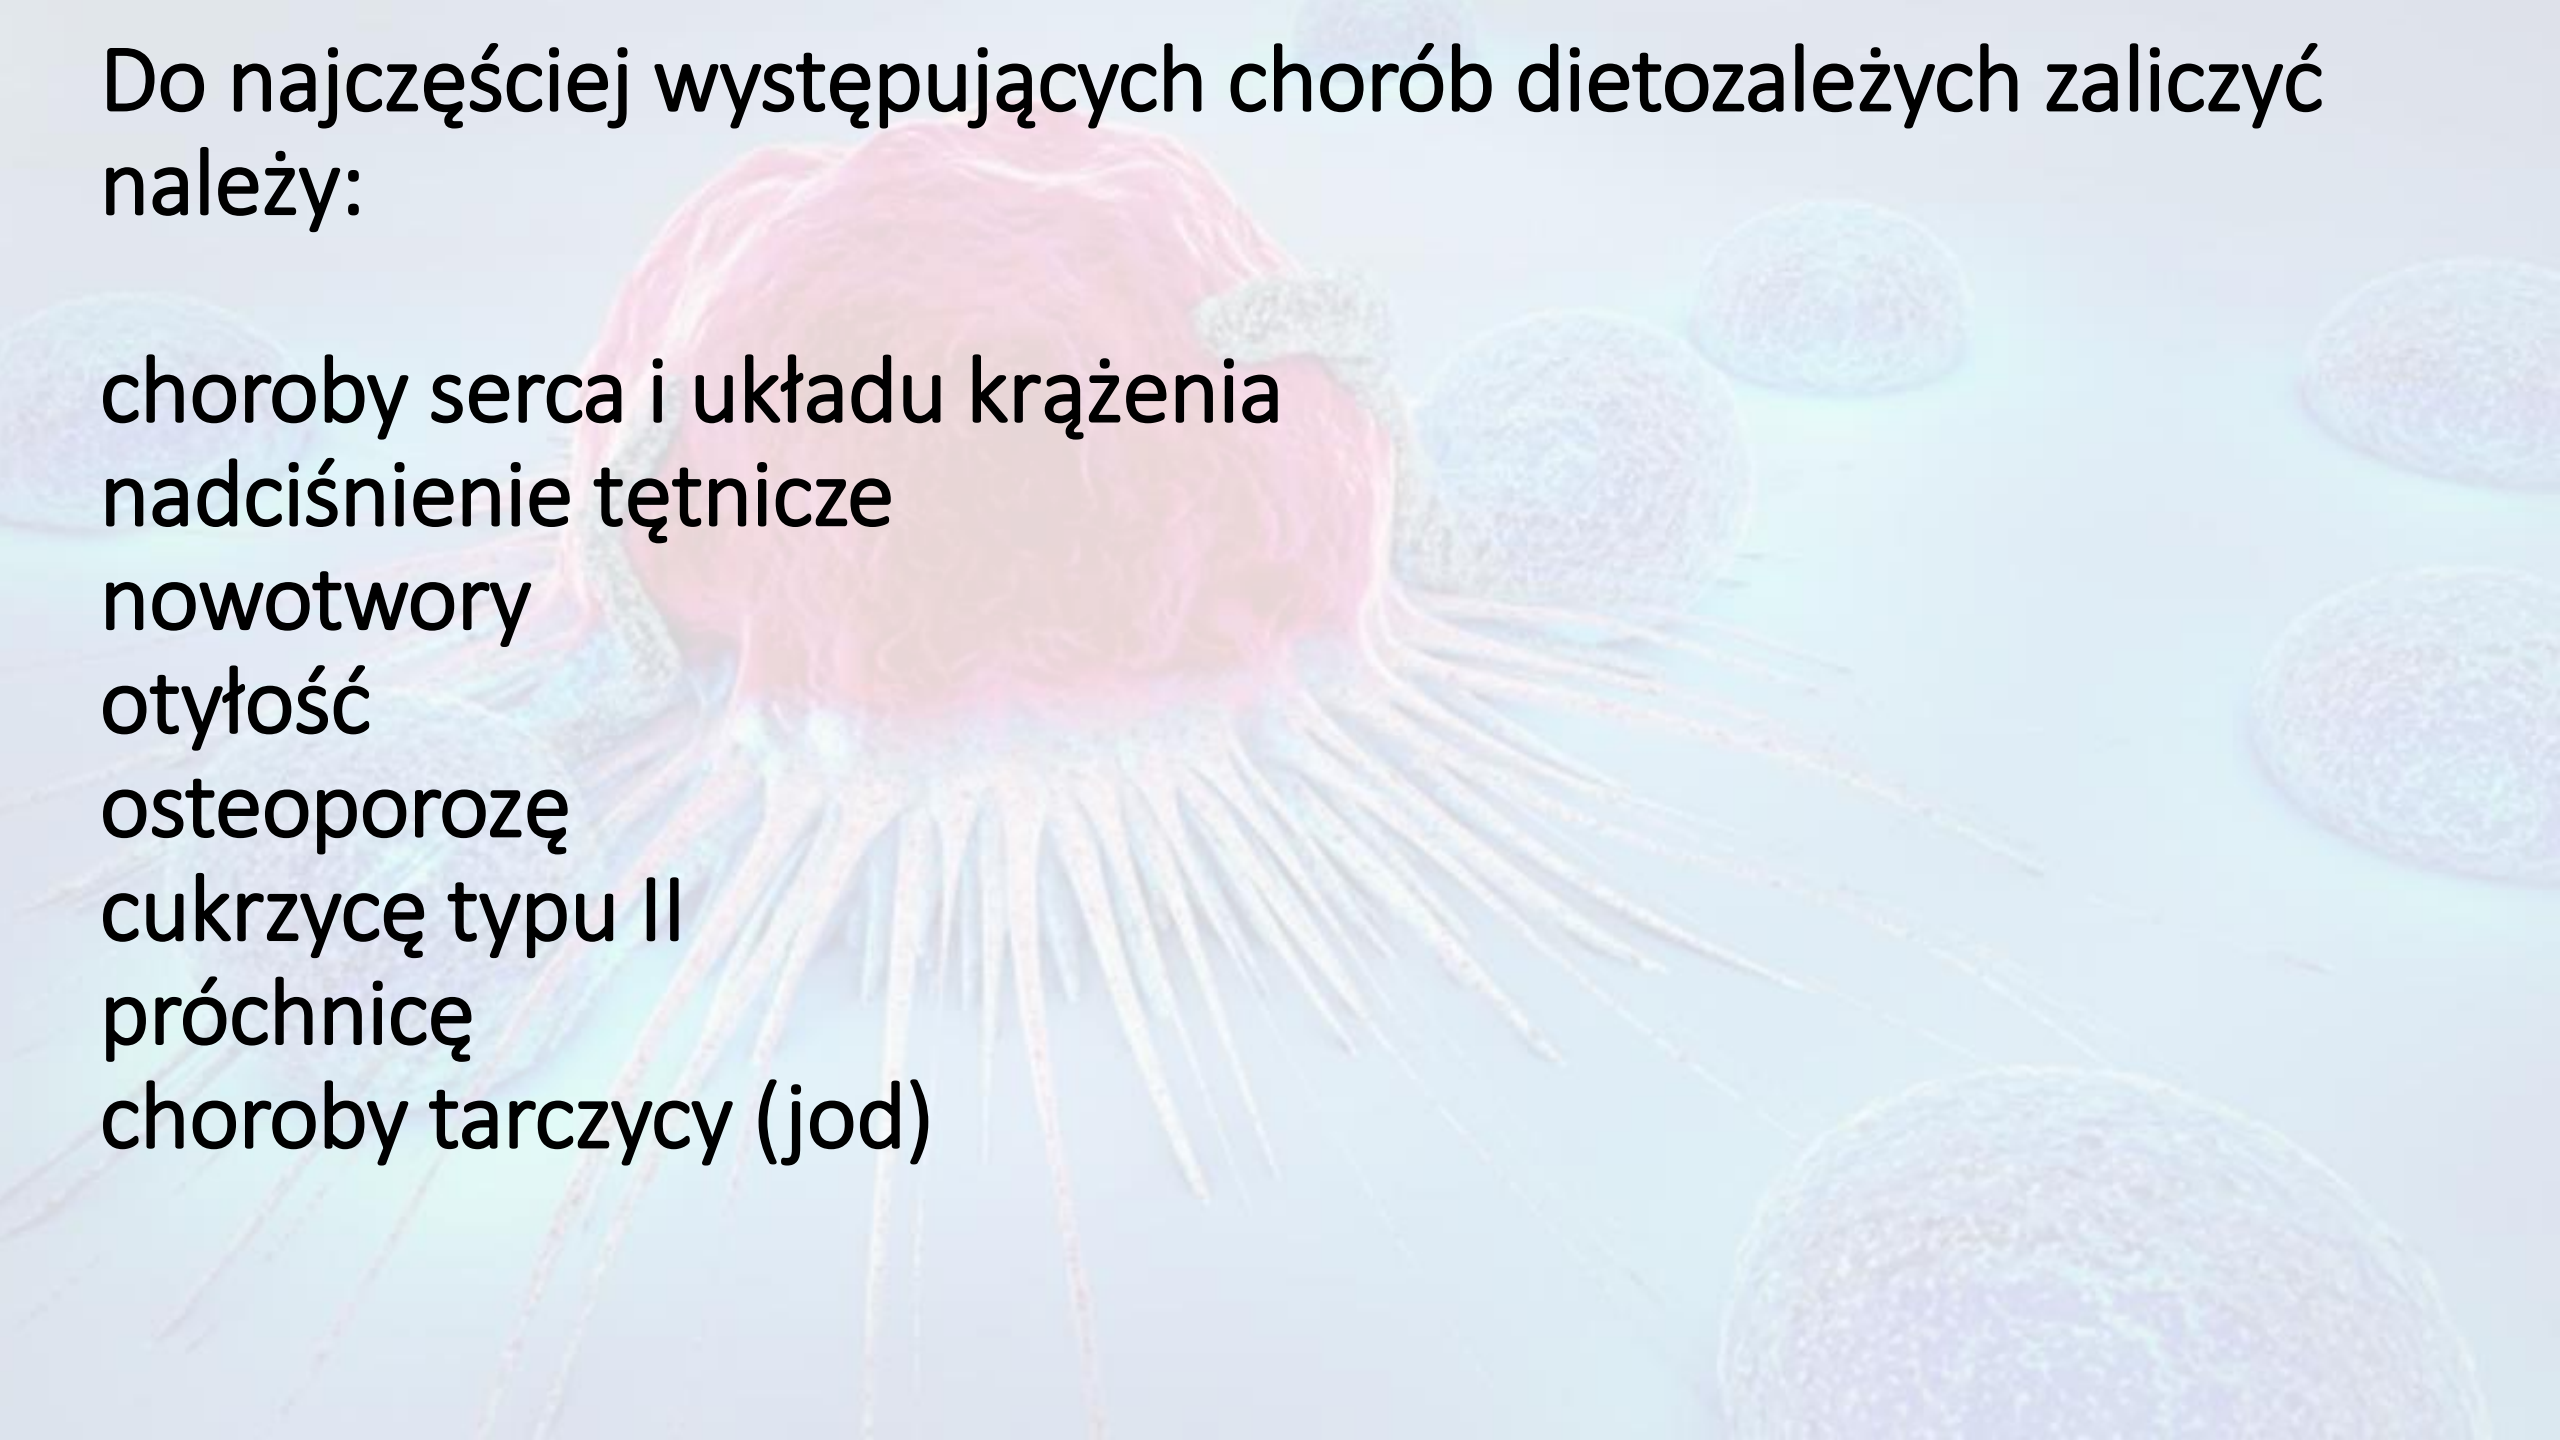 Do najczęściej występujących chorób dietozależych zaliczyć
należy:
choroby serca i układu krążenia
nadciśnienie tętnicze
nowotwory
otyłość
osteoporozę
cukrzycę typu II
próchnicę
choroby tarczycy (jod)